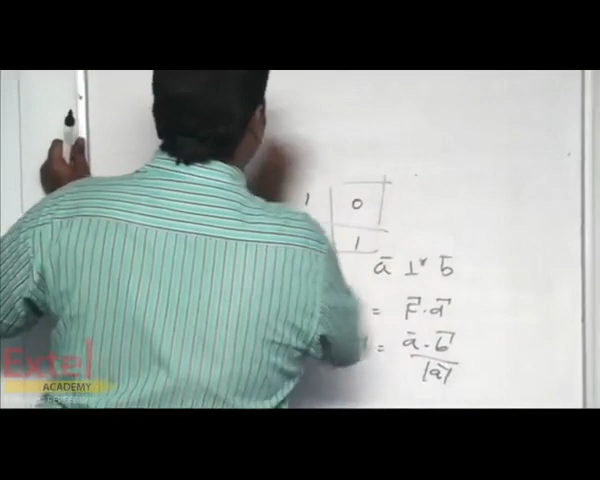 1 0
1
a̅ ⊥ʳ b̅
= F⃗·d⃗
= a⃗·b⃗
|a⃗|
Extel
ACADEMY